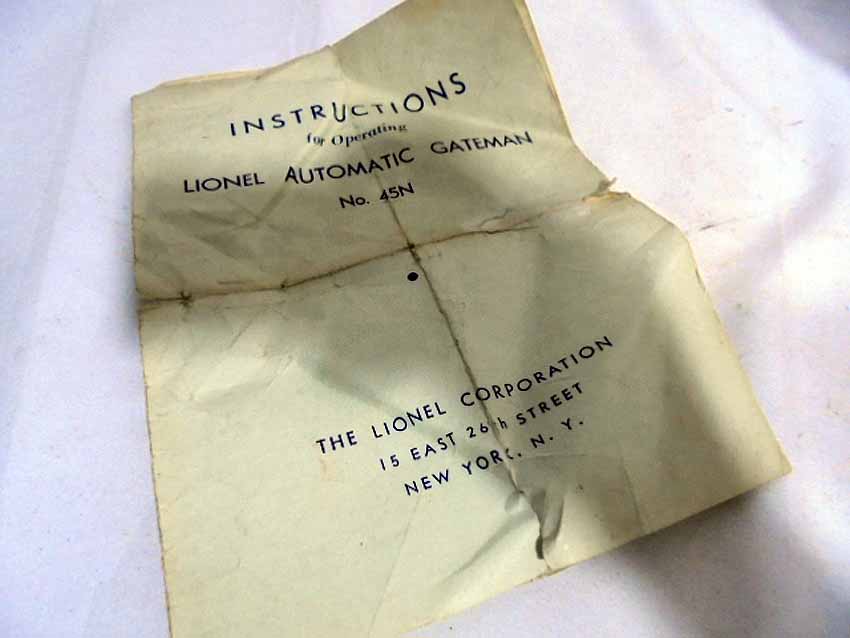 INSTRUCTIONS
for Operating
LIONEL AUTOMATIC GATEMAN
No. 45N
THE LIONEL CORPORATION
15 EAST 26th STREET
NEW YORK, N. Y.